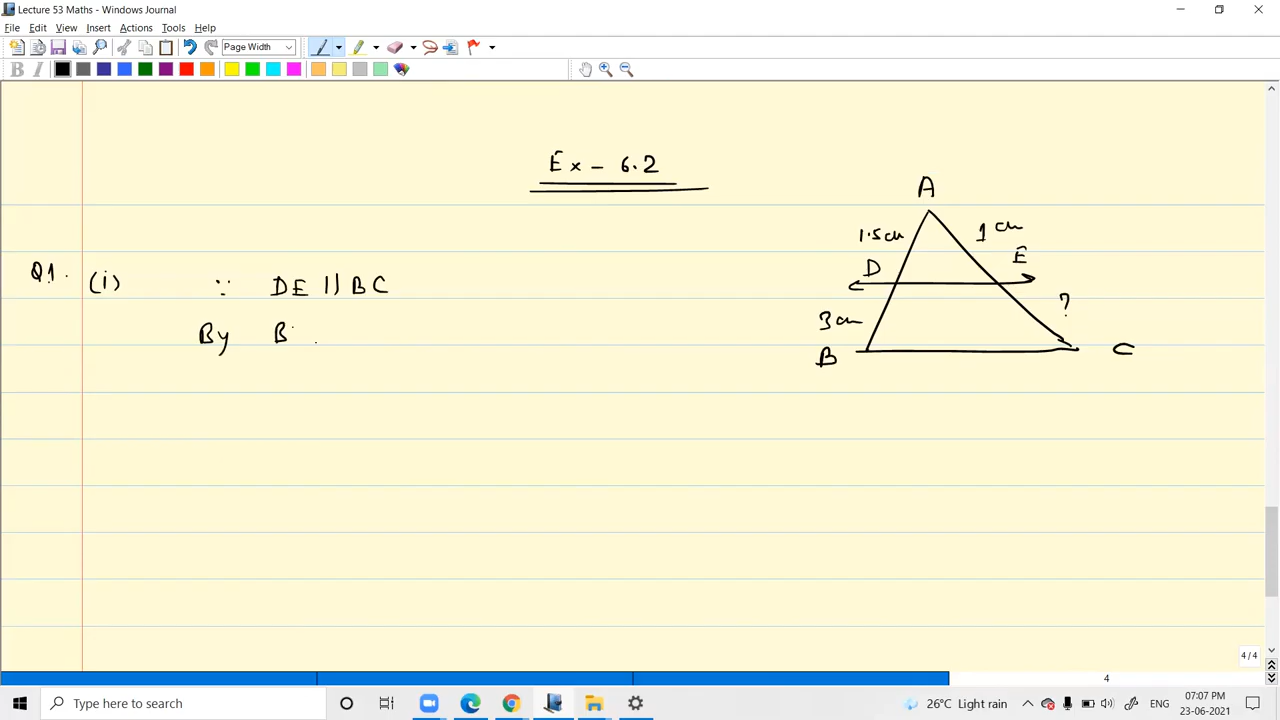 Lecture 53 Maths - Windows Journal
File Edit View Insert Actions Tools Help
Page Width
B I
Ex - 6.2
A
1.5cm
1 cm
D
E
Q1. (i) ∵ DE || BC
?
3cm
By B
B
C
4/4
4
Type here to search
26°C Light rain
ENG
07:07 PM
23-06-2021